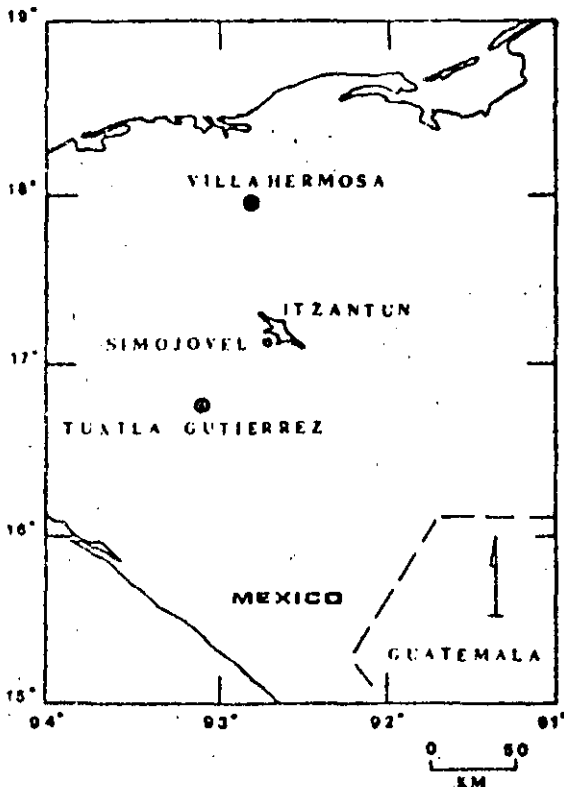 19°
VILLAHERMOSA
18°
ITZANTUN
SIMOJOVEL
17°
TUXTLA GUTIERREZ
16°
MEXICO
GUATEMALA
15°
94° 93° 92° 91°
0 50
KM